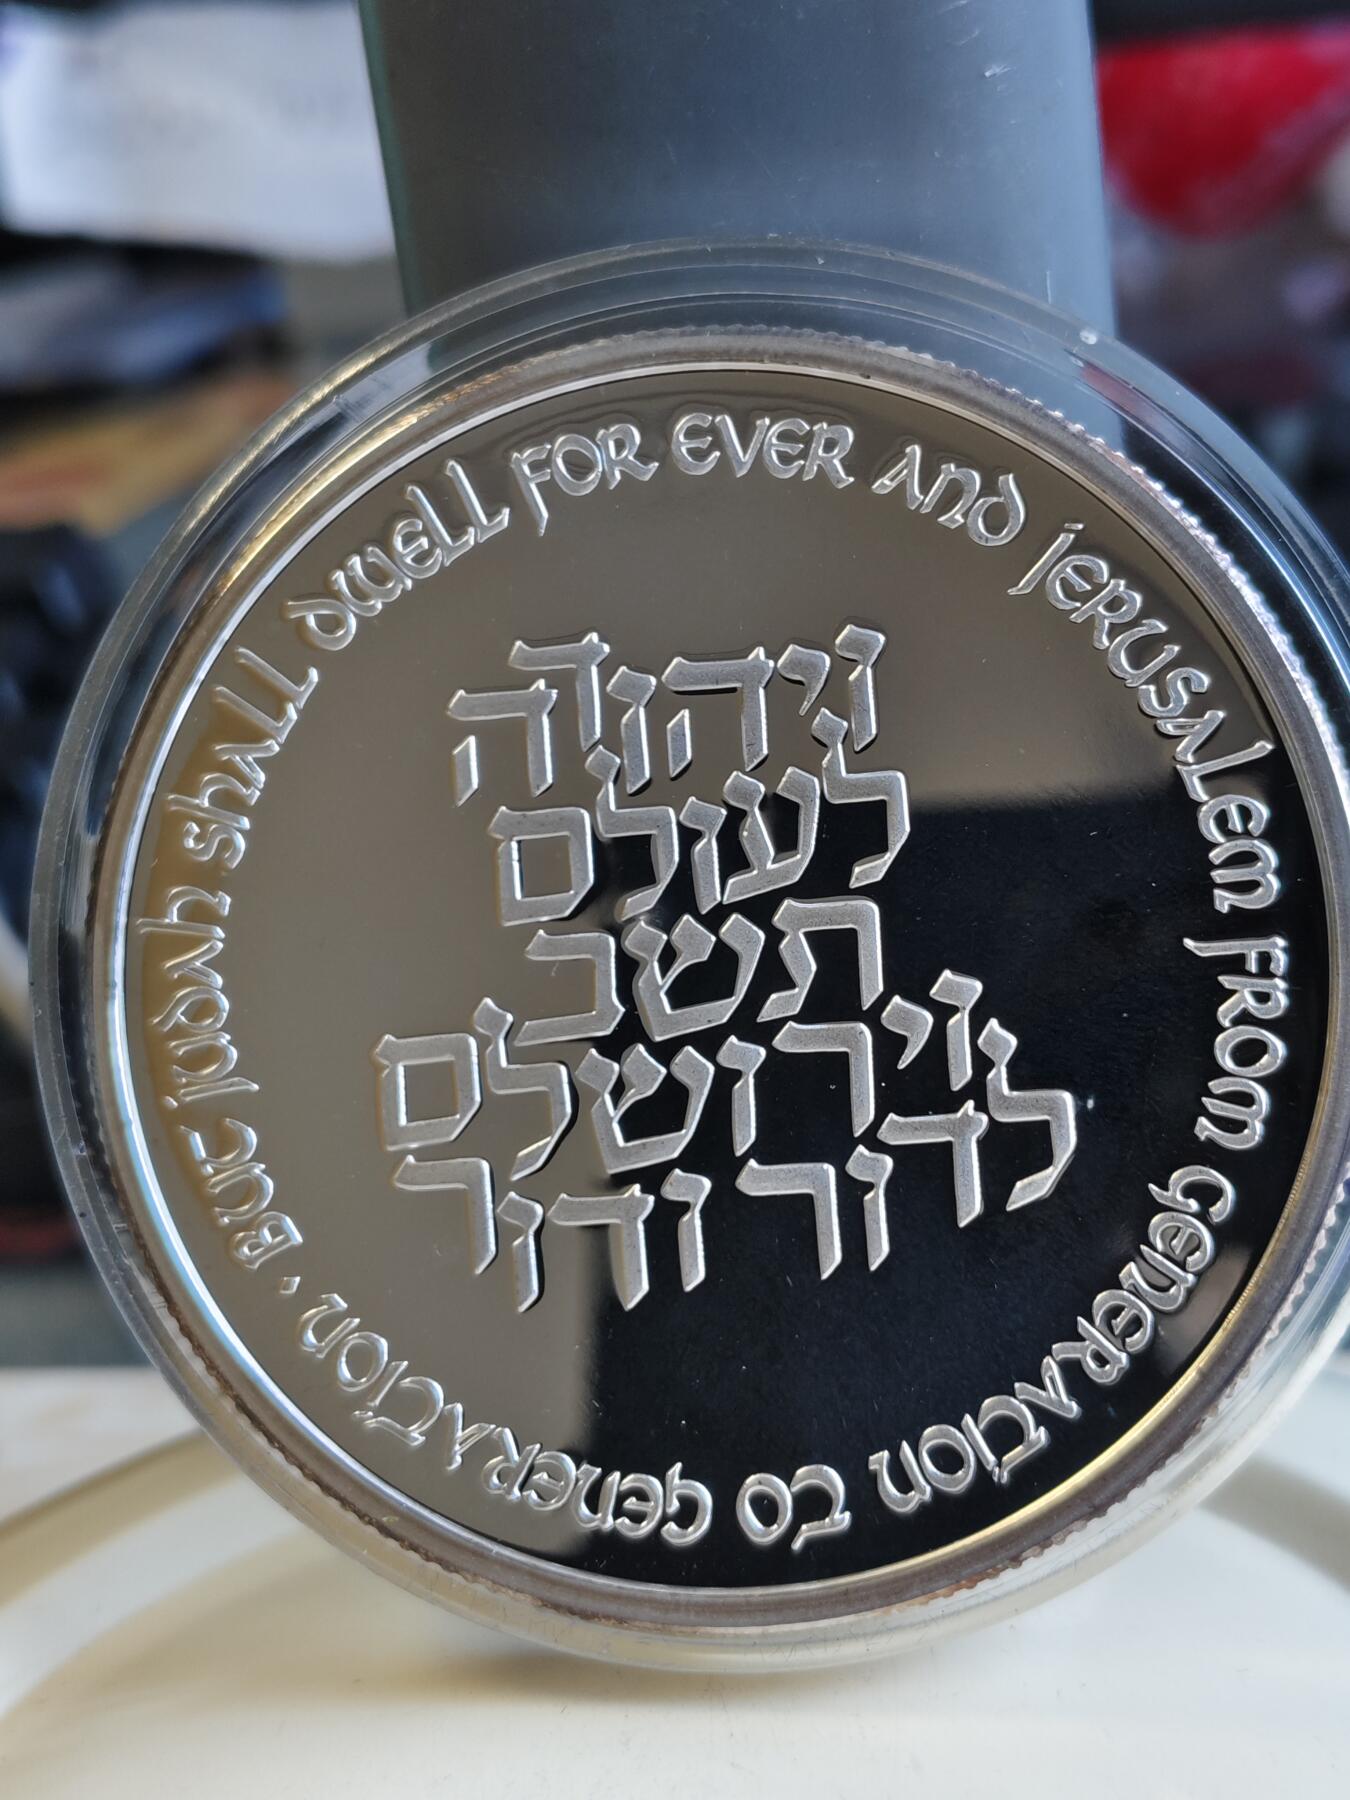 ויהודה
לעולם
תשב
וירושלם
לדור ודור
BUT JUDAH SHALL DWELL FOR EVER AND JERUSALEM FROM GENERATION TO GENERATION ·